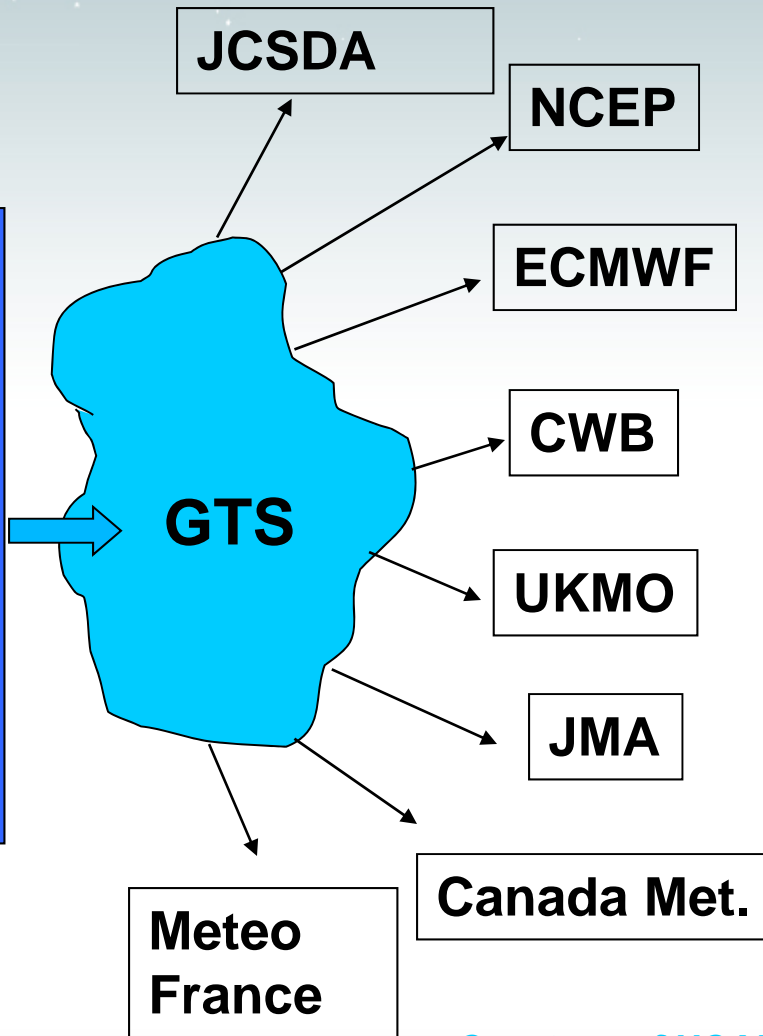 JCSDA
NCEP
ECMWF
CWB
GTS
UKMO
JMA
Canada Met.
Meteo
France